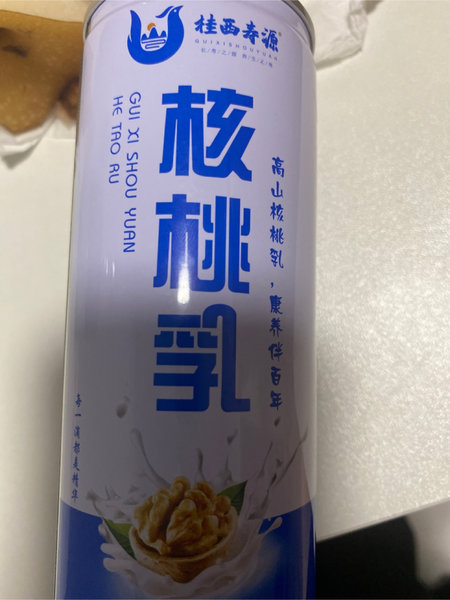 桂西寿源
GUIXISHOUYUAN
核桃乳
GUI XI SHOU YUAN
HE TAO RU
高山核桃乳，康养伴百年
每一滴都是精华